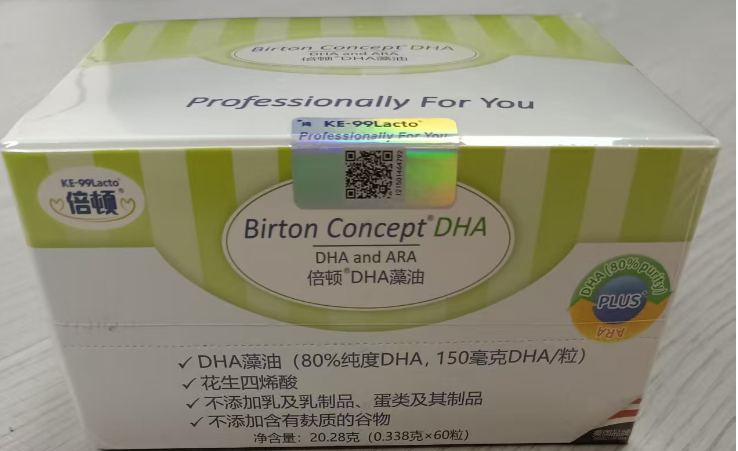 Birton Concept® DHA
DHA and ARA
倍顿®DHA藻油
Professionally For You
KE-99Lacto®
Professionally For You
121501464792
KE-99Lacto®
倍顿®
Birton Concept® DHA
DHA and ARA
倍顿®DHA藻油
DHA (80% purity)
PLUS
ARA
✓DHA藻油（80%纯度DHA, 150毫克DHA/粒）
✓花生四烯酸
✓不添加乳及乳制品、蛋类及其制品
✓不添加含有麸质的谷物
净含量：20.28克（0.338克×60粒）